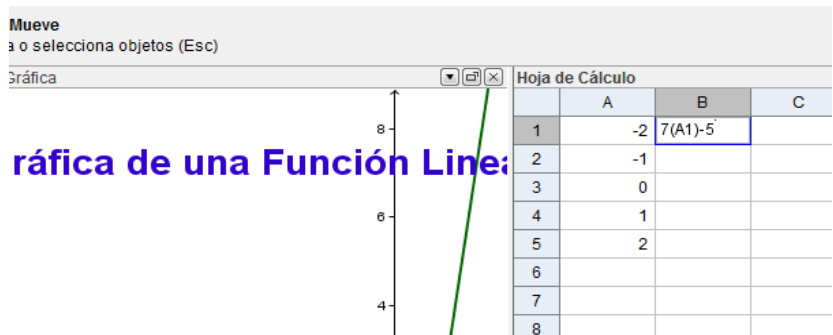 Mueve
a o selecciona objetos (Esc)
Gráfica
Hoja de Cálculo
A B C
8
ráfica de una Función Linea
6
4
1 -2 7(A1)-5
2 -1
3 0
4 1
5 2
6
7
8